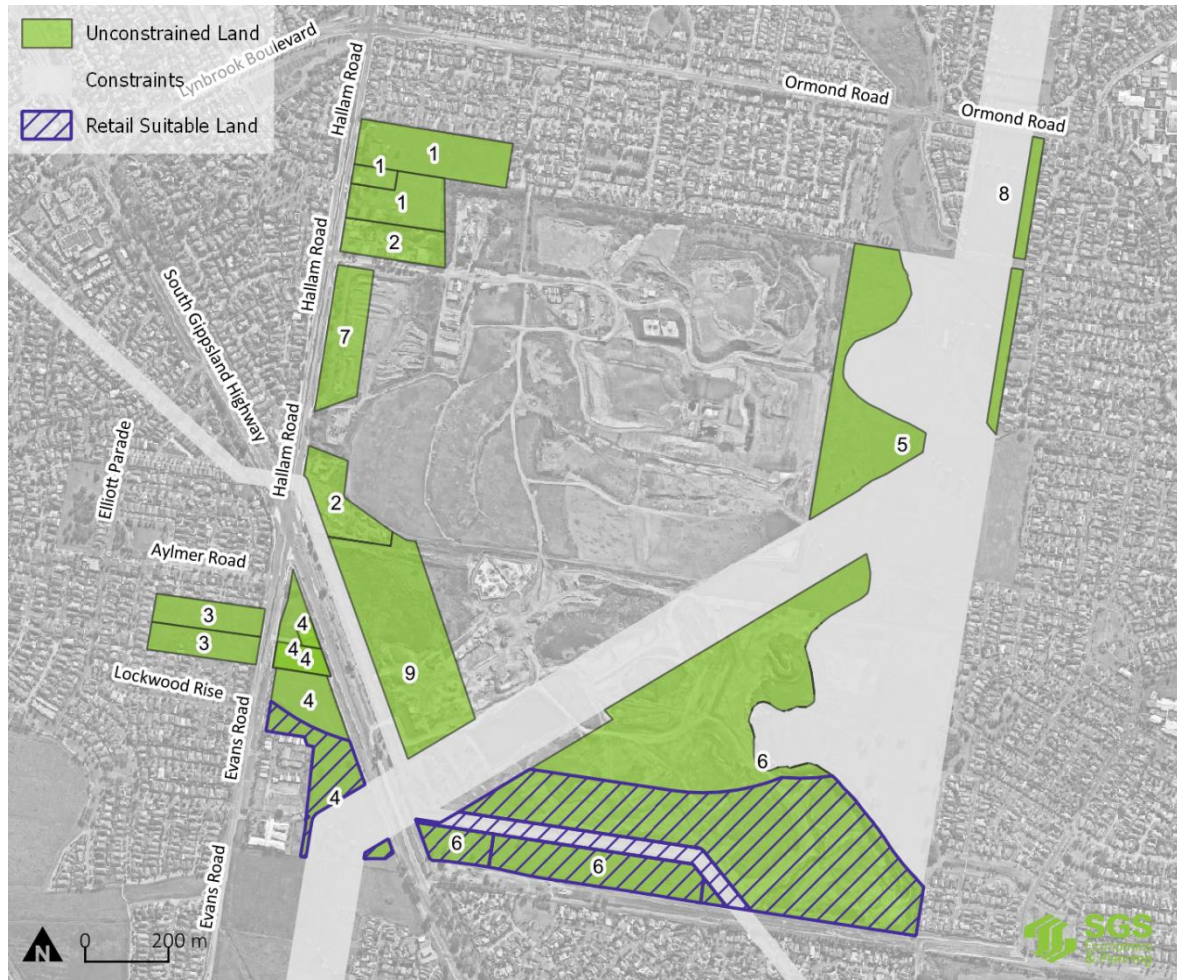 Unconstrained Land
Constraints
Retail Suitable Land
Lynbrook Boulevard
Hallam Road
Ormond Road
Ormond Road
1
1
1
8
2
Hallam Road
South Gippsland Highway
7
Hallam Road
5
Elliott Parade
2
Aylmer Road
3
3
4
4
4
Lockwood Rise
9
4
Evans Road
6
4
6
6
Evans Road
N
0 200 m
SGS
Economics
& Planning